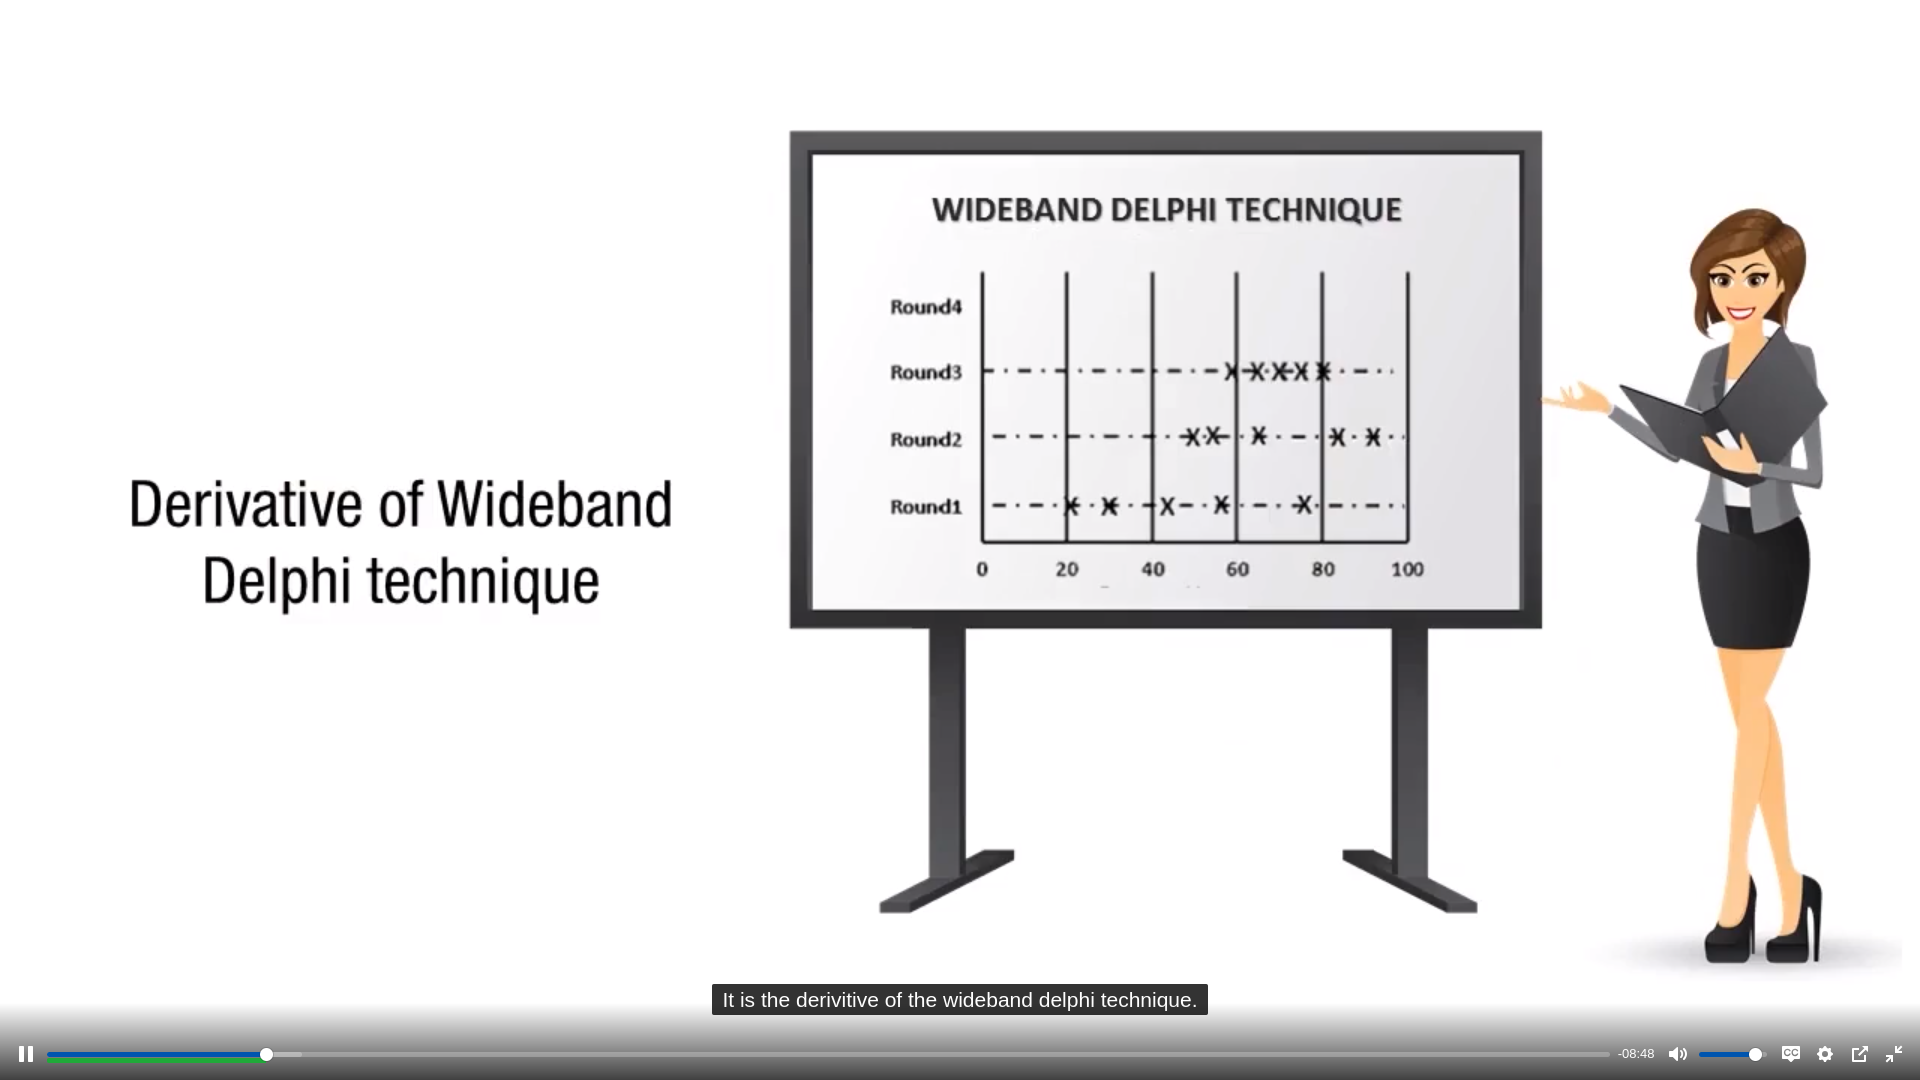 WIDEBAND DELPHI TECHNIQUE
Round4
Round3
Round2
Round1
0 20 40 60 80 100
Derivative of Wideband
Delphi technique
It is the derivitive of the wideband delphi technique.
-08:48
CC